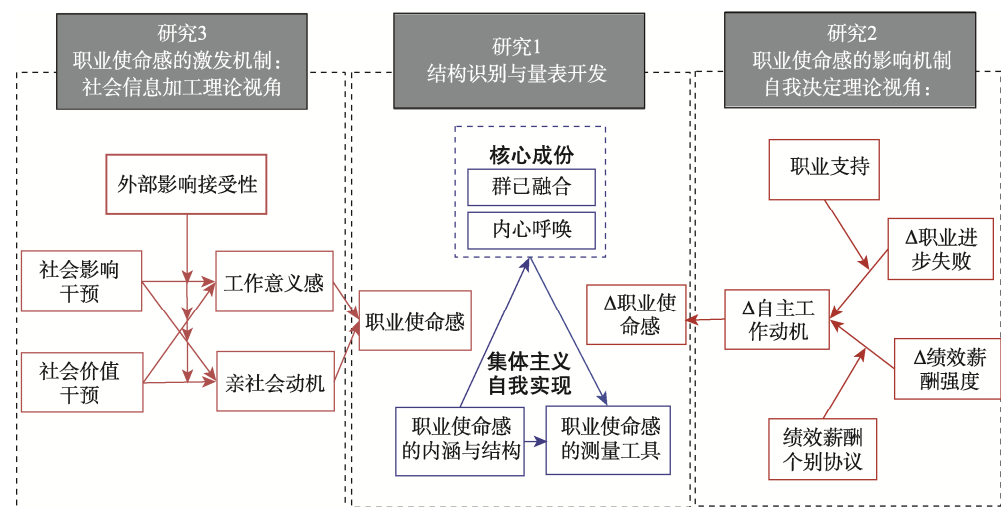 研究3
职业使命感的激发机制：
社会信息加工理论视角
研究1
结构识别与量表开发
研究2
职业使命感的影响机制
自我决定理论视角：
外部影响接受性
社会影响
干预
社会价值
干预
工作意义感
亲社会动机
职业使命感
核心成份
群己融合
内心呼唤
集体主义
自我实现
职业使命感
的内涵与结构
职业使命感
的测量工具
Δ职业使
命感
Δ自主工
作动机
职业支持
Δ职业进
步失败
Δ绩效薪
酬强度
绩效薪酬
个别协议